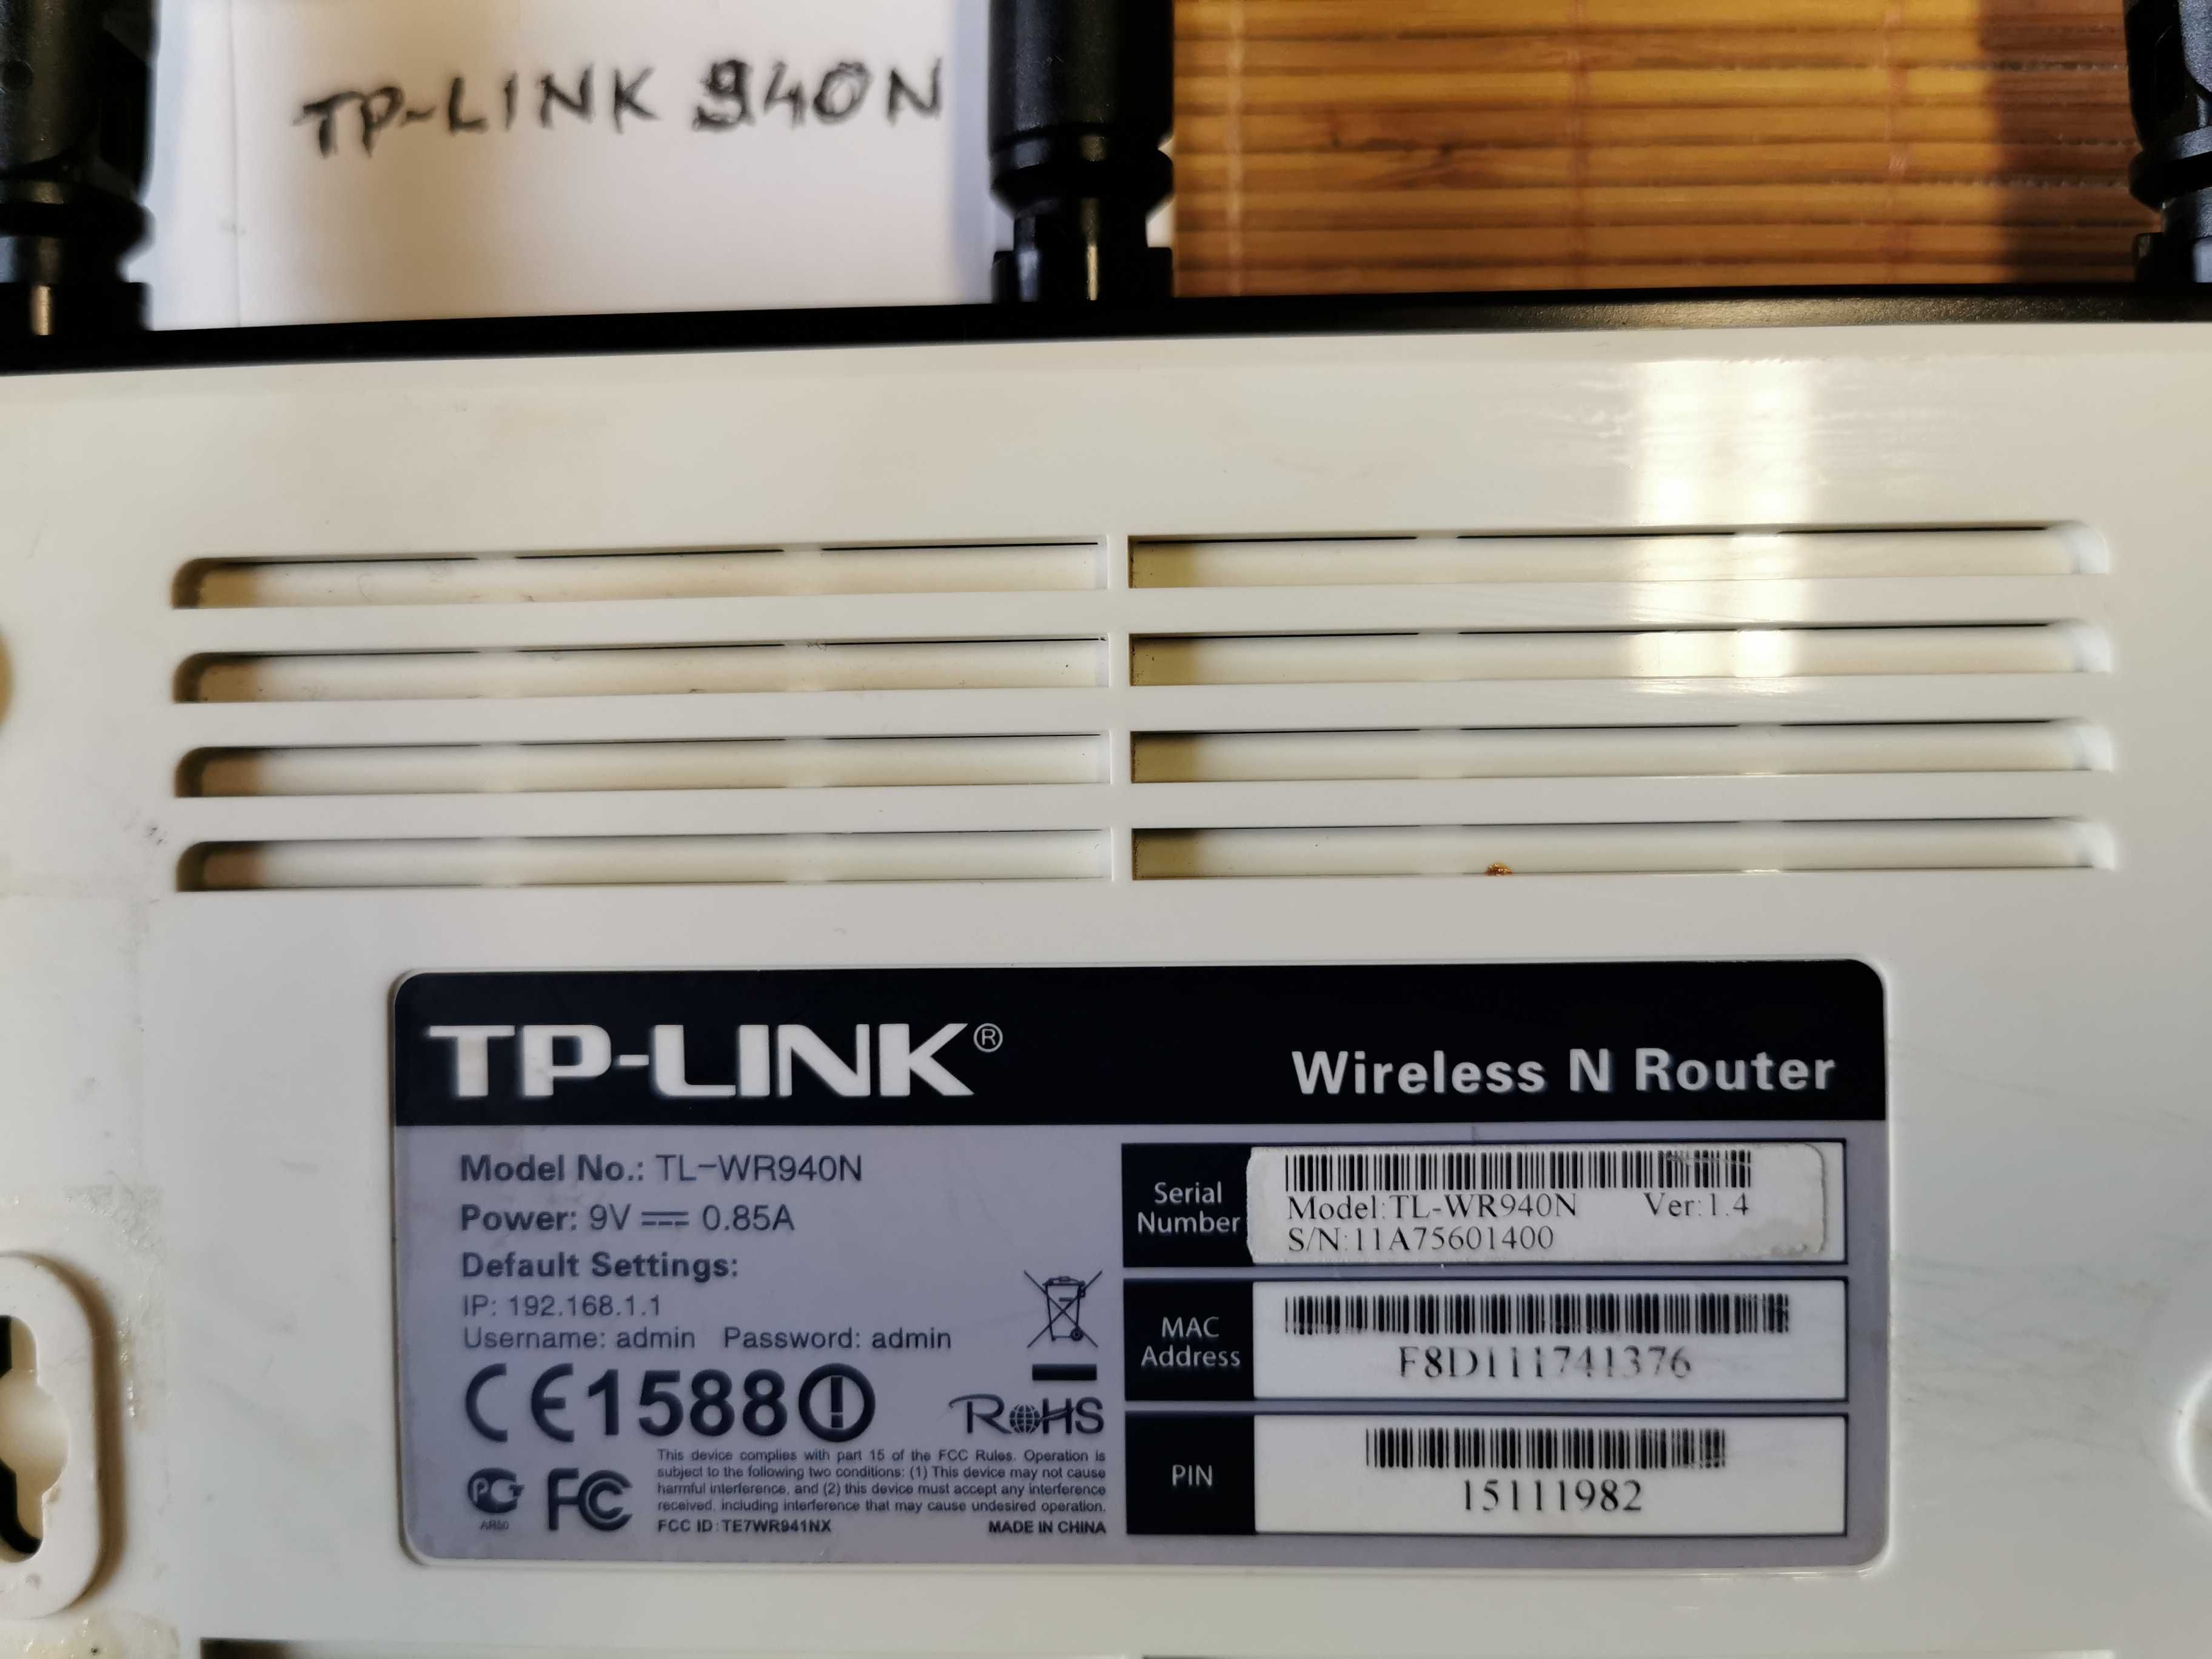 TP-LINK 940N
TP-LINK®
Wireless N Router
Model No.: TL-WR940N
Power: 9V ⎓ 0.85A
Default Settings:
IP: 192.168.1.1
Username: admin Password: admin
CE1588
RoHS
This device complies with part 15 of the FCC Rules. Operation is
subject to the following two conditions: (1) This device may not cause
harmful interference, and (2) this device must accept any interference
received, including interference that may cause undesired operation.
FCC ID: TE7WR941NX
MADE IN CHINA
FC
Serial
Number
Model:TL-WR940N Ver:1.4
S/N:11A75601400
MAC
Address
F8D111741376
PIN
15111982